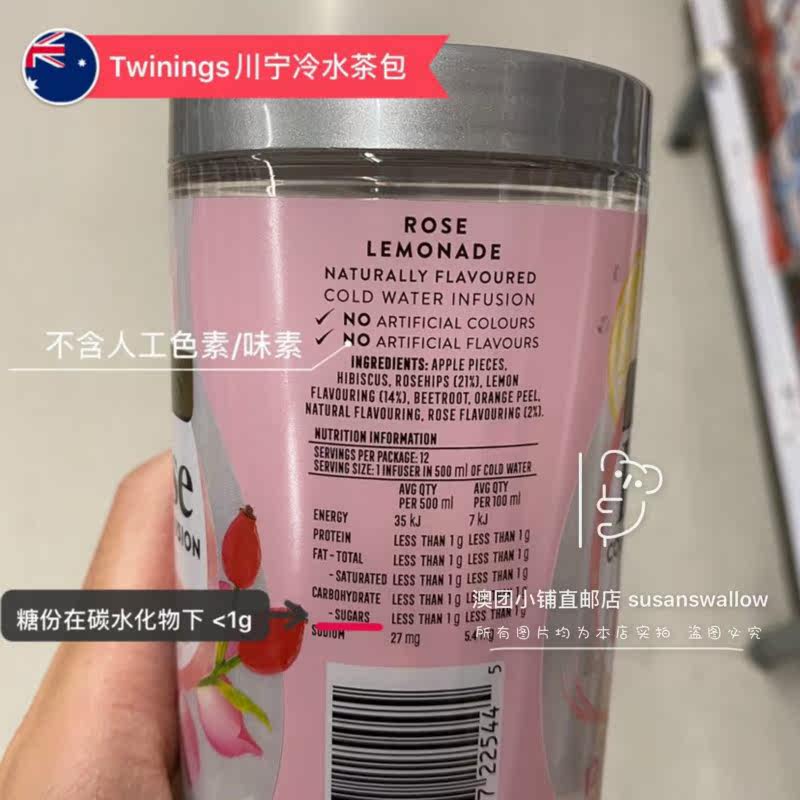 Twinings川宁冷水茶包
ROSE
LEMONADE
NATURALLY FLAVOURED
COLD WATER INFUSION
✓ NO ARTIFICIAL COLOURS
✓ NO ARTIFICIAL FLAVOURS
不含人工色素/味素
INGREDIENTS: APPLE PIECES,
HIBISCUS, ROSEHIPS (21%), LEMON
FLAVOURING (14%), BEETROOT, ORANGE PEEL,
NATURAL FLAVOURING, ROSE FLAVOURING (2%).
NUTRITION INFORMATION
SERVINGS PER PACKAGE: 12
SERVING SIZE: 1 INFUSER IN 500 ml OF COLD WATER
AVG QTY AVG QTY
PER 500 ml PER 100 ml
ENERGY 35 kJ 7 kJ
PROTEIN LESS THAN 1 g LESS THAN 1 g
FAT - TOTAL LESS THAN 1 g LESS THAN 1 g
- SATURATED LESS THAN 1 g LESS THAN 1 g
CARBOHYDRATE LESS THAN 1 g LESS THAN 1 g
- SUGARS LESS THAN 1 g LESS THAN 1 g
SODIUM 27 mg 5.4 mg
糖份在碳水化物下 <1g
澳团小铺直邮店 susanswallow
所有图片均为本店实拍 盗图必究
7 22544 5